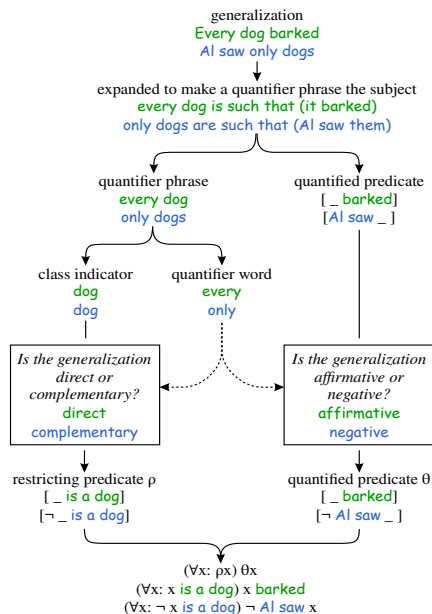 generalization
Every dog barked
Al saw only dogs
expanded to make a quantifier phrase the subject
every dog is such that (it barked)
only dogs are such that (Al saw them)
quantifier phrase
every dog
only dogs
quantified predicate
[ _ barked]
[Al saw _ ]
class indicator
dog
dog
quantifier word
every
only
Is the generalization
direct or
complementary?
direct
complementary
Is the generalization
affirmative or
negative?
affirmative
negative
restricting predicate ρ
[ _ is a dog]
[¬ _ is a dog]
quantified predicate θ
[ _ barked]
[¬ Al saw _ ]
(∀x: ρx) θx
(∀x: x is a dog) x barked
(∀x: ¬ x is a dog) ¬ Al saw x